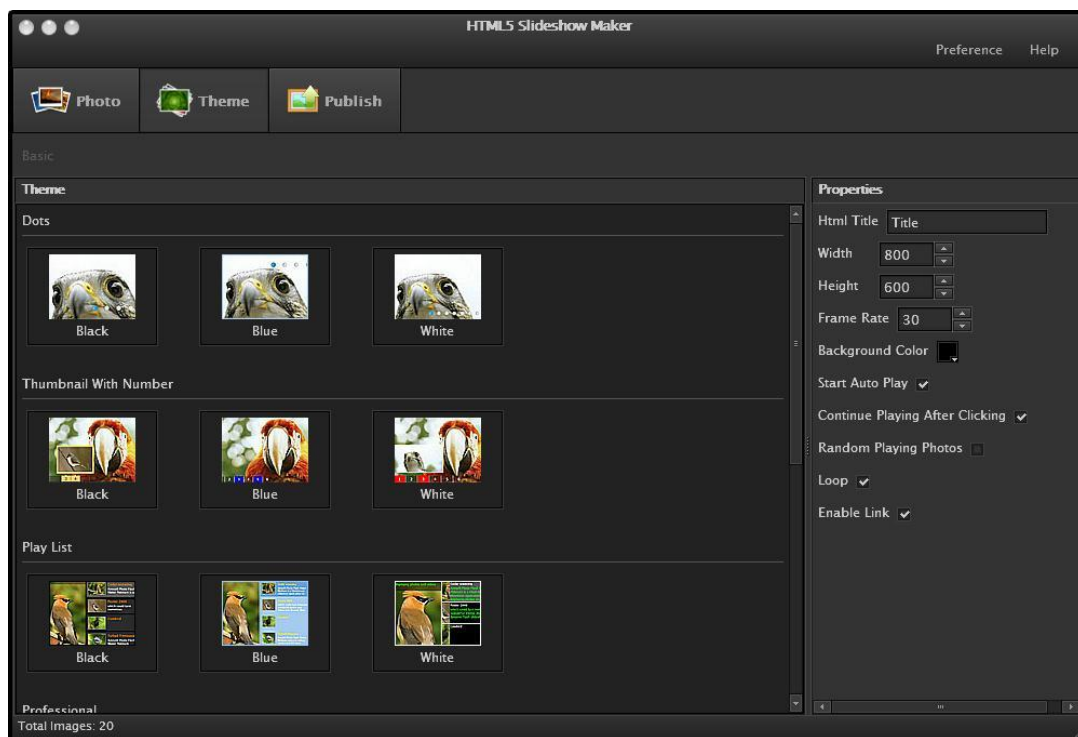 HTML5 Slideshow Maker
Preference Help
Photo Theme Publish
Basic
Theme
Dots
Black Blue White
Thumbnail With Number
Black Blue White
Play List
Black Blue White
Professional
Properties
Html Title Title
Width 800
Height 600
Frame Rate 30
Background Color
Start Auto Play
Continue Playing After Clicking
Random Playing Photos
Loop
Enable Link
Total Images: 20